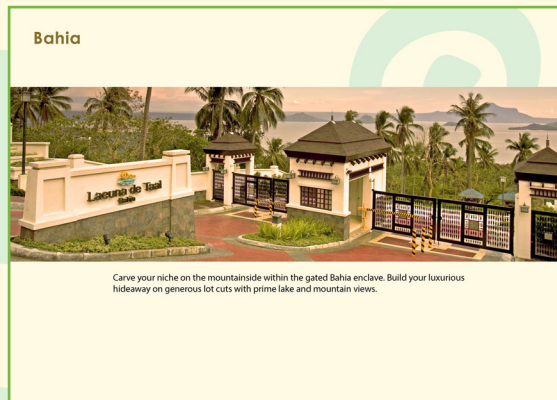 Bahia
Laeuna de Taal
Bahia
Carve your niche on the mountainside within the gated Bahia enclave. Build your luxurious
hideaway on generous lot cuts with prime lake and mountain views.